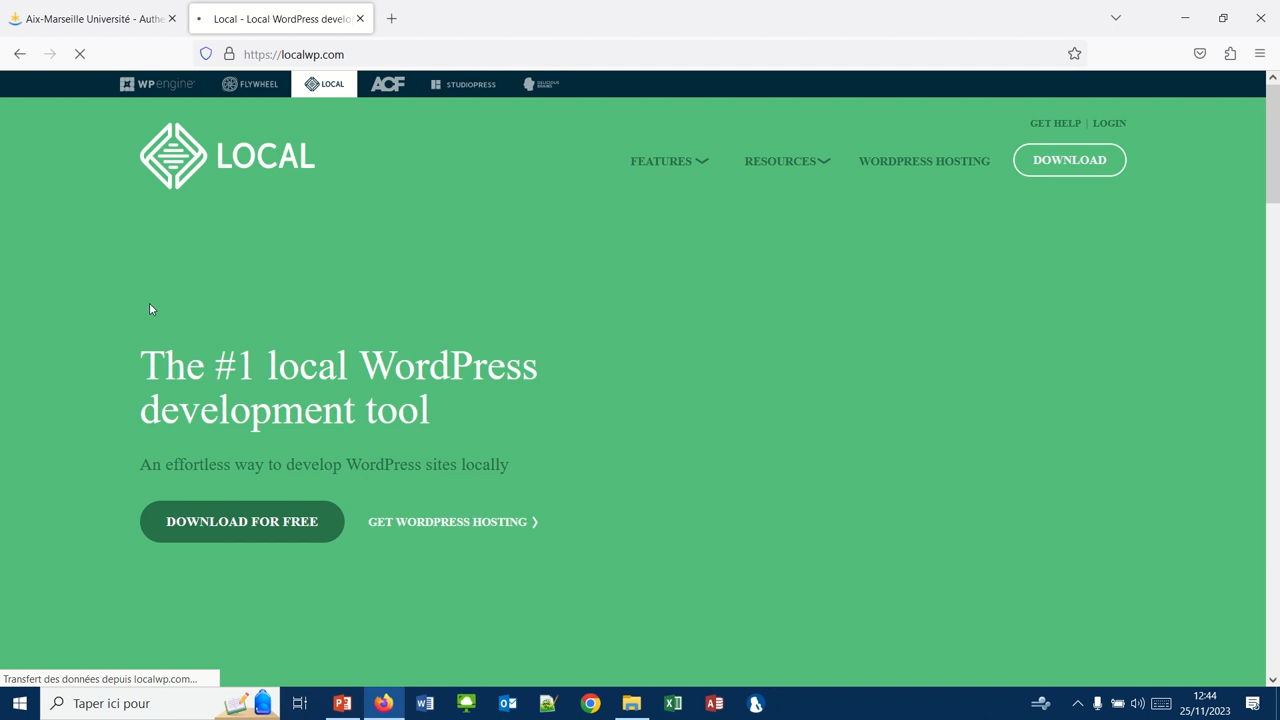 Aix-Marseille Université - Authe
Local - Local WordPress develo
https://localwp.com
WPengine
FLYWHEEL
LOCAL
ACF
STUDIOPRESS
DELICIOUS BRAINS
GET HELP | LOGIN
LOCAL
FEATURES
RESOURCES
WORDPRESS HOSTING
DOWNLOAD
The #1 local WordPress
development tool
An effortless way to develop WordPress sites locally
DOWNLOAD FOR FREE
GET WORDPRESS HOSTING ❯
Transfert des données depuis localwp.com...
Taper ici pour
12:44
25/11/2023